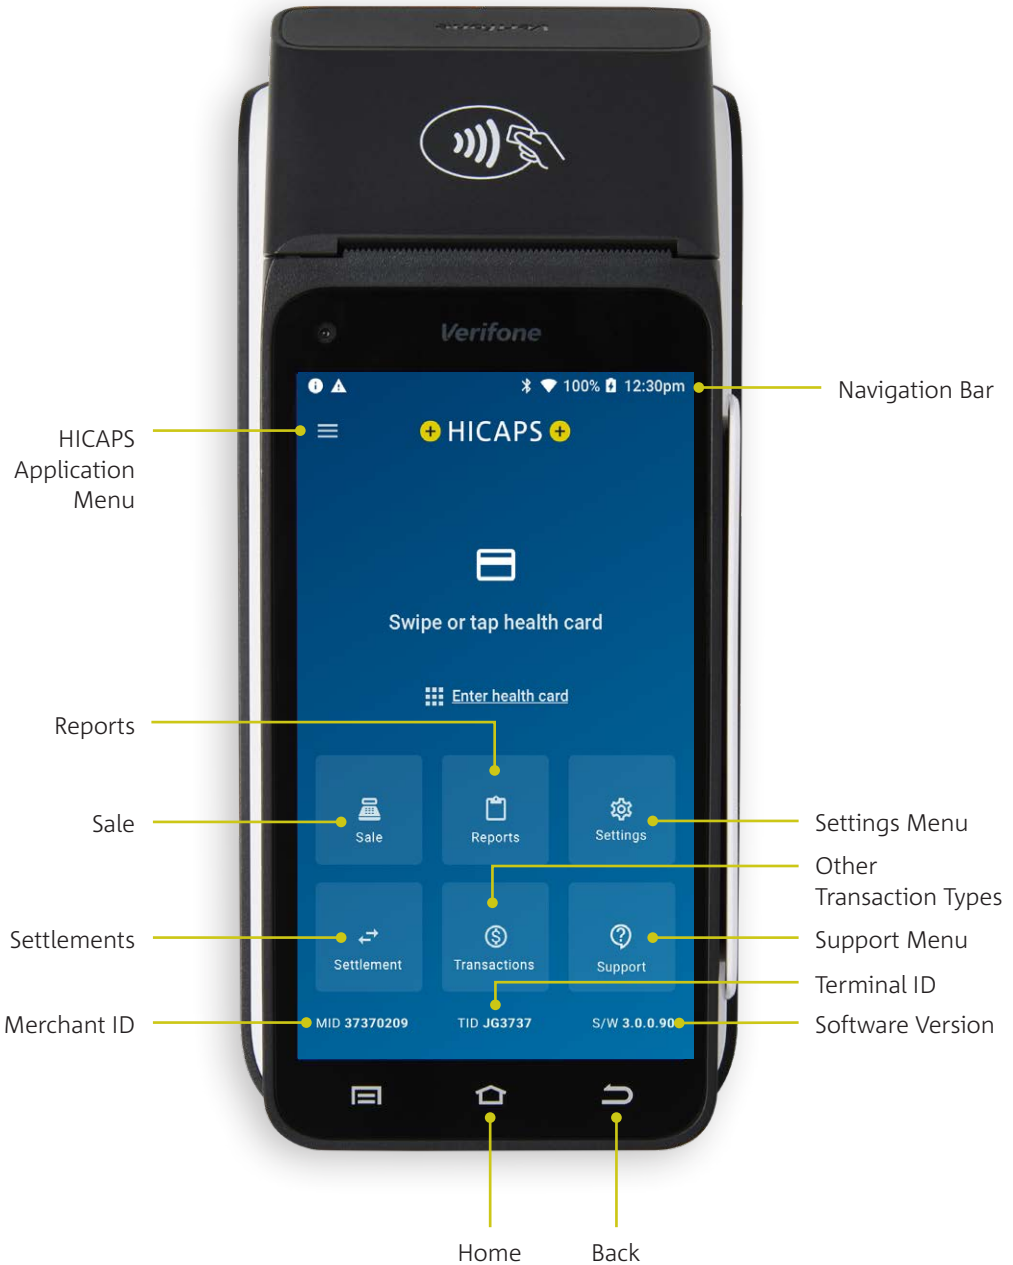 Verifone
Verifone
100% 12:30pm
Navigation Bar
HICAPS
HICAPS
Application
Menu
Swipe or tap health card
Enter health card
Reports
Sale
Sale
Reports
Settings
Settings Menu
Other
Transaction Types
Settlements
Settlement
Transactions
Support
Support Menu
Terminal ID
Merchant ID
MID 37370209
TID JG3737
S/W 3.0.0.90
Software Version
Home
Back